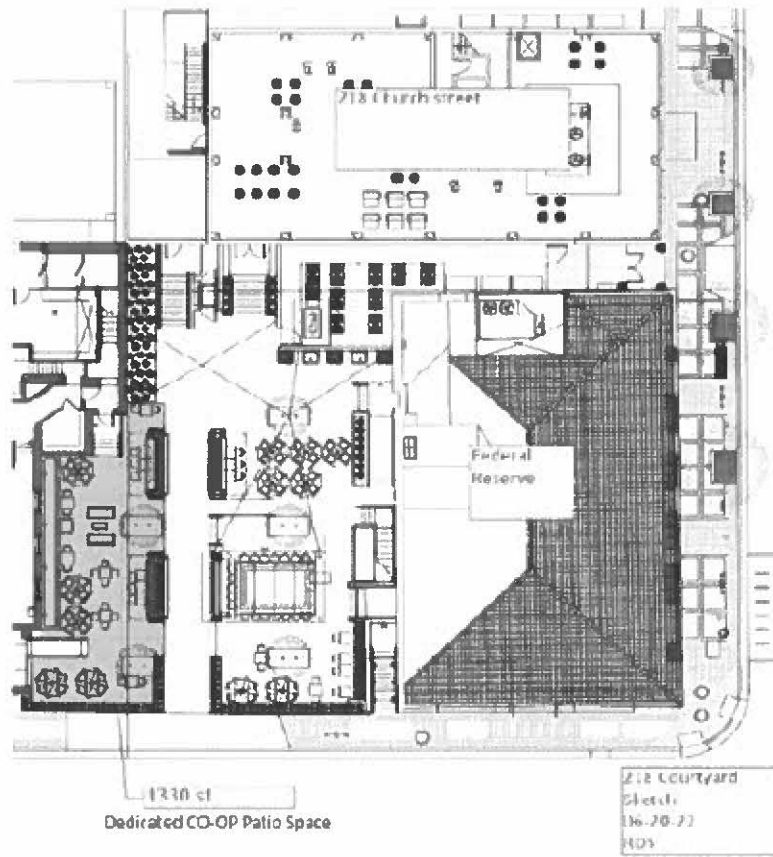 218 Church street
Federal
Reserve
1330 sf
Dedicated CO-OP Patio Space
218 Courtyard
Sketch
06-20-22